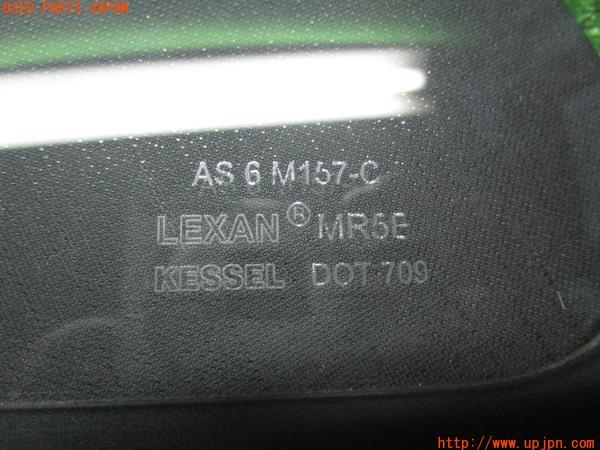 USED PARTS JAPAN
AS 6 M157-C
LEXAN ® MR5E
KESSEL DOT 709
http://www.upjpn.com/